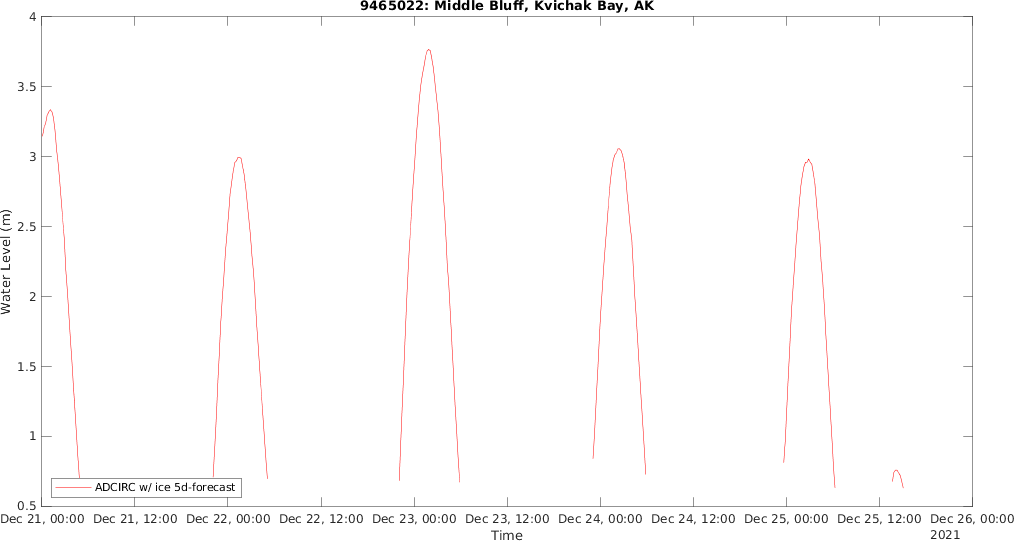 9465022: Middle Bluff, Kvichak Bay, AK
4
3.5
3
2.5
2
1.5
1
0.5
Water Level (m)
ADCIRC w/ ice 5d-forecast
Dec 21, 00:00 Dec 21, 12:00 Dec 22, 00:00 Dec 22, 12:00 Dec 23, 00:00 Dec 23, 12:00 Dec 24, 00:00 Dec 24, 12:00 Dec 25, 00:00 Dec 25, 12:00 Dec 26, 00:00
Time
2021